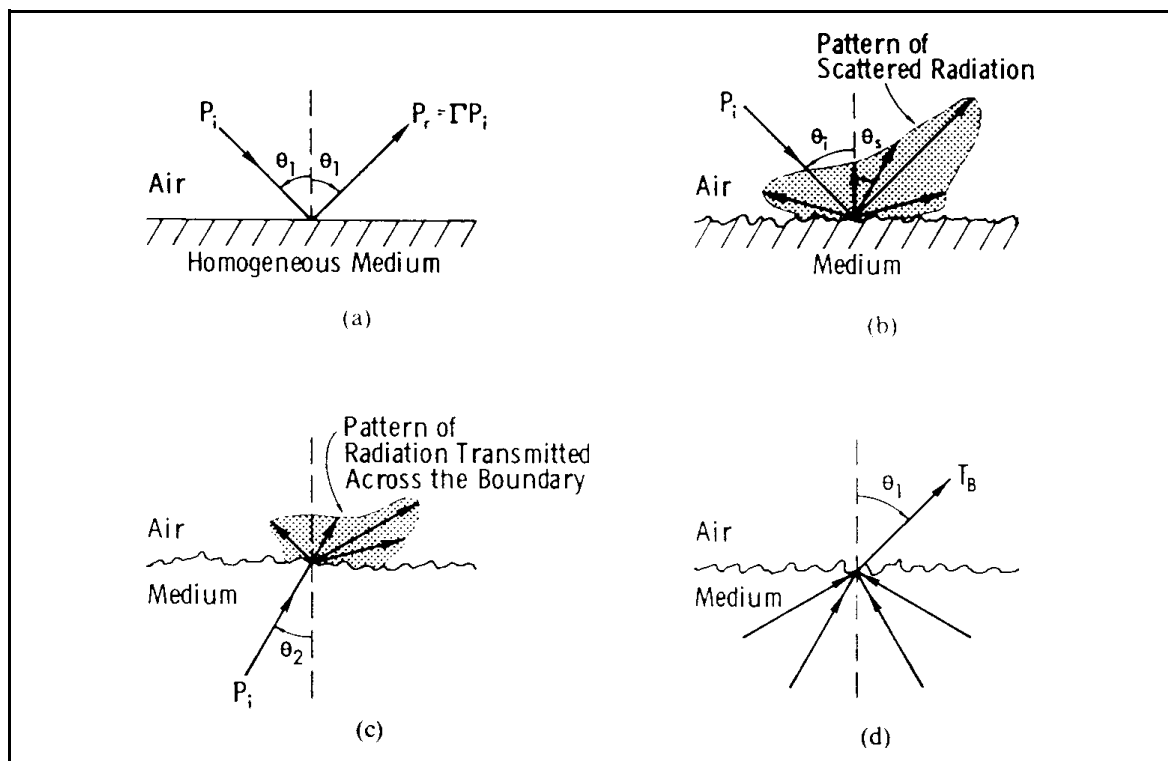 P_i
P_r = ΓP_i
θ_1 θ_1
Air
Homogeneous Medium
(a)
Pattern of
Scattered Radiation
P_i
θ_i θ_s
Air
Medium
(b)
Pattern of
Radiation Transmitted
Across the Boundary
Air
Medium
θ_2
P_i
(c)
θ_1
T_B
Air
Medium
(d)